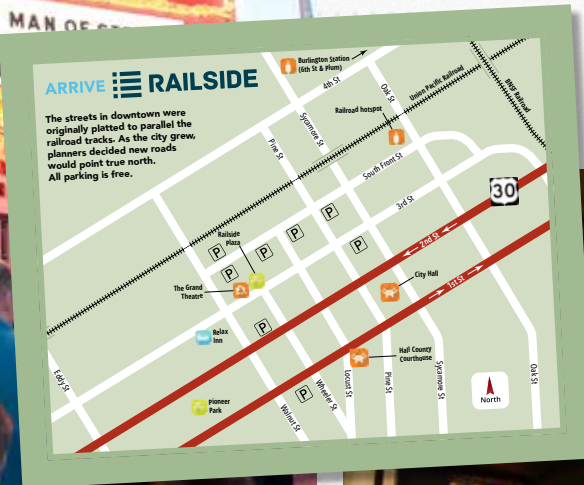 MAN OF
ARRIVE RAILSIDE
The streets in downtown were
originally platted to parallel the
railroad tracks. As the city grew,
planners decided new roads
would point true north.
All parking is free.
Burlington Station
(6th St & Plum)
4th St
Oak St
Union Pacific Railroad
BNSF Railroad
Railroad hotspot
Sycamore St
Pine St
South Front St
3rd St
30
P
P
P
P
P
P
Railside
plaza
2nd St
The Grand
Theatre
City Hall
1st St
P
Relax
Inn
Hall County
Courthouse
Eddy St
Pioneer
Park
P
Walnut St
Wheeler St
Locust St
Pine St
Sycamore St
Oak St
North